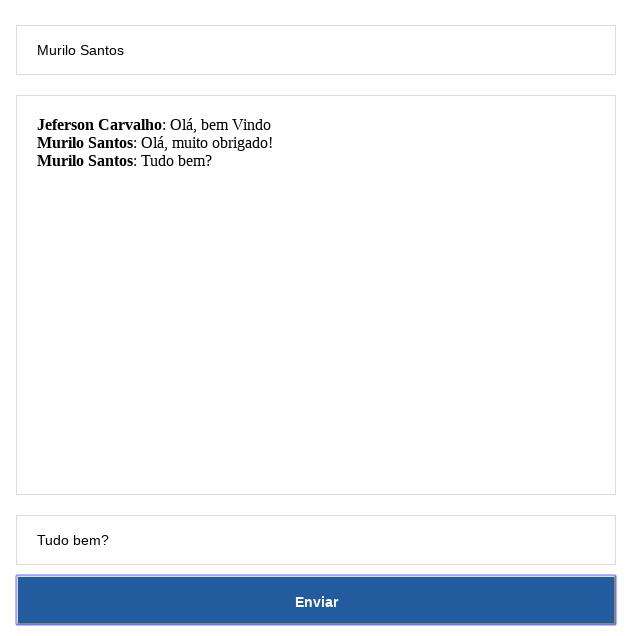 Murilo Santos
Jeferson Carvalho: Olá, bem Vindo
Murilo Santos: Olá, muito obrigado!
Murilo Santos: Tudo bem?
Tudo bem?
Enviar